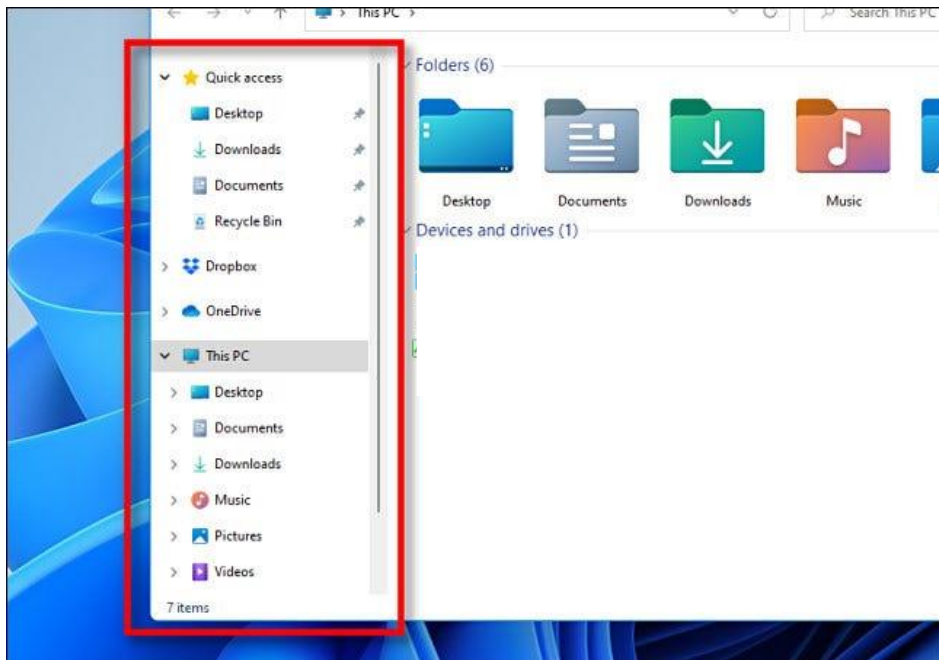 This PC
Search This PC
Quick access
Desktop
Downloads
Documents
Recycle Bin
Dropbox
OneDrive
This PC
Desktop
Documents
Downloads
Music
Pictures
Videos
7 items
Folders (6)
Desktop
Documents
Downloads
Music
Devices and drives (1)